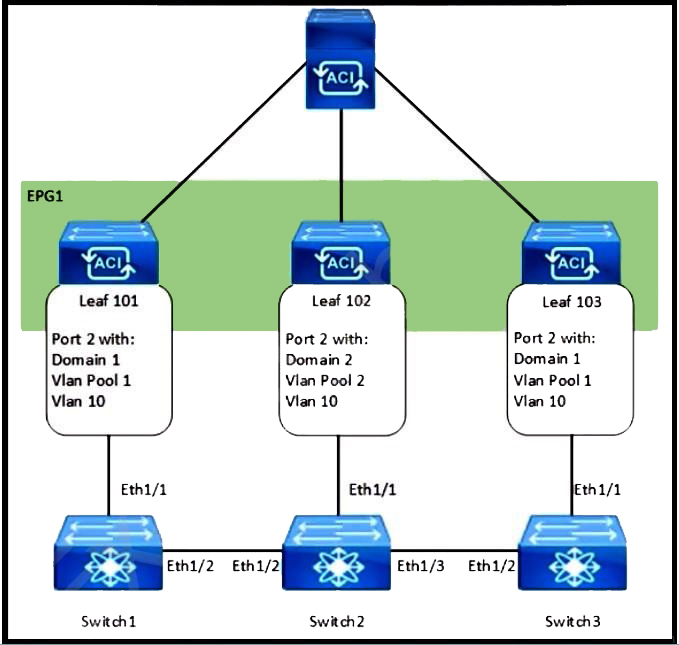 ACI
EPG1
ACI
ACI
ACI
Leaf 101
Leaf 102
Leaf 103
Port 2 with:
Domain 1
Vlan Pool 1
Vlan 10
Port 2 with:
Domain 2
Vlan Pool 2
Vlan 10
Port 2 with:
Domain 1
Vlan Pool 1
Vlan 10
Eth1/1
Eth1/1
Eth1/1
Eth1/2
Eth1/2
Eth1/3
Eth1/2
Switch1
Switch2
Switch3